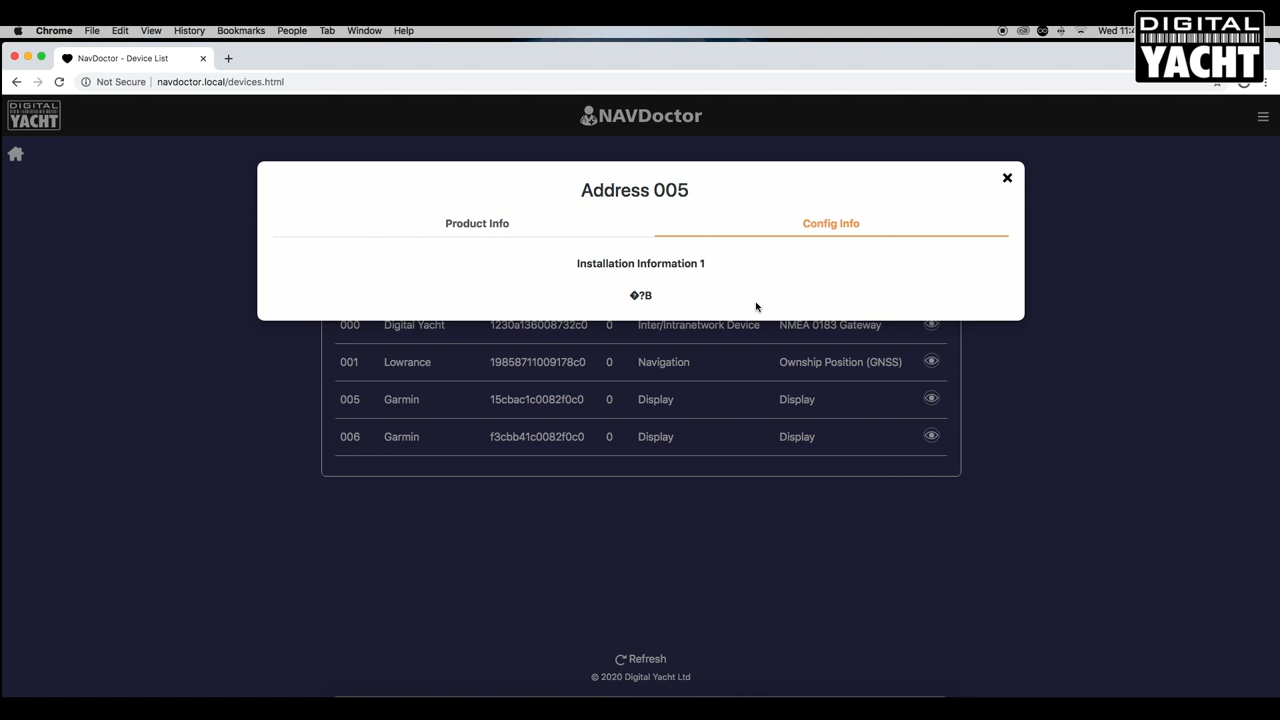 Chrome File Edit View History Bookmarks People Tab Window Help
Wed 11:4
DIGITAL
YACHT
NavDoctor - Device List
Not Secure | navdoctor.local/devices.html
DIGITAL
YACHT
NAVDoctor
Address 005
Product Info Config Info
Installation Information 1
�?B
000 Digital Yacht 1230a136008732c0 0 Inter/Intranetwork Device NMEA 0183 Gateway
001 Lowrance 19858711009178c0 0 Navigation Ownship Position (GNSS)
005 Garmin 15cbac1c0082f0c0 0 Display Display
006 Garmin f3cbb41c0082f0c0 0 Display Display
Refresh
© 2020 Digital Yacht Ltd